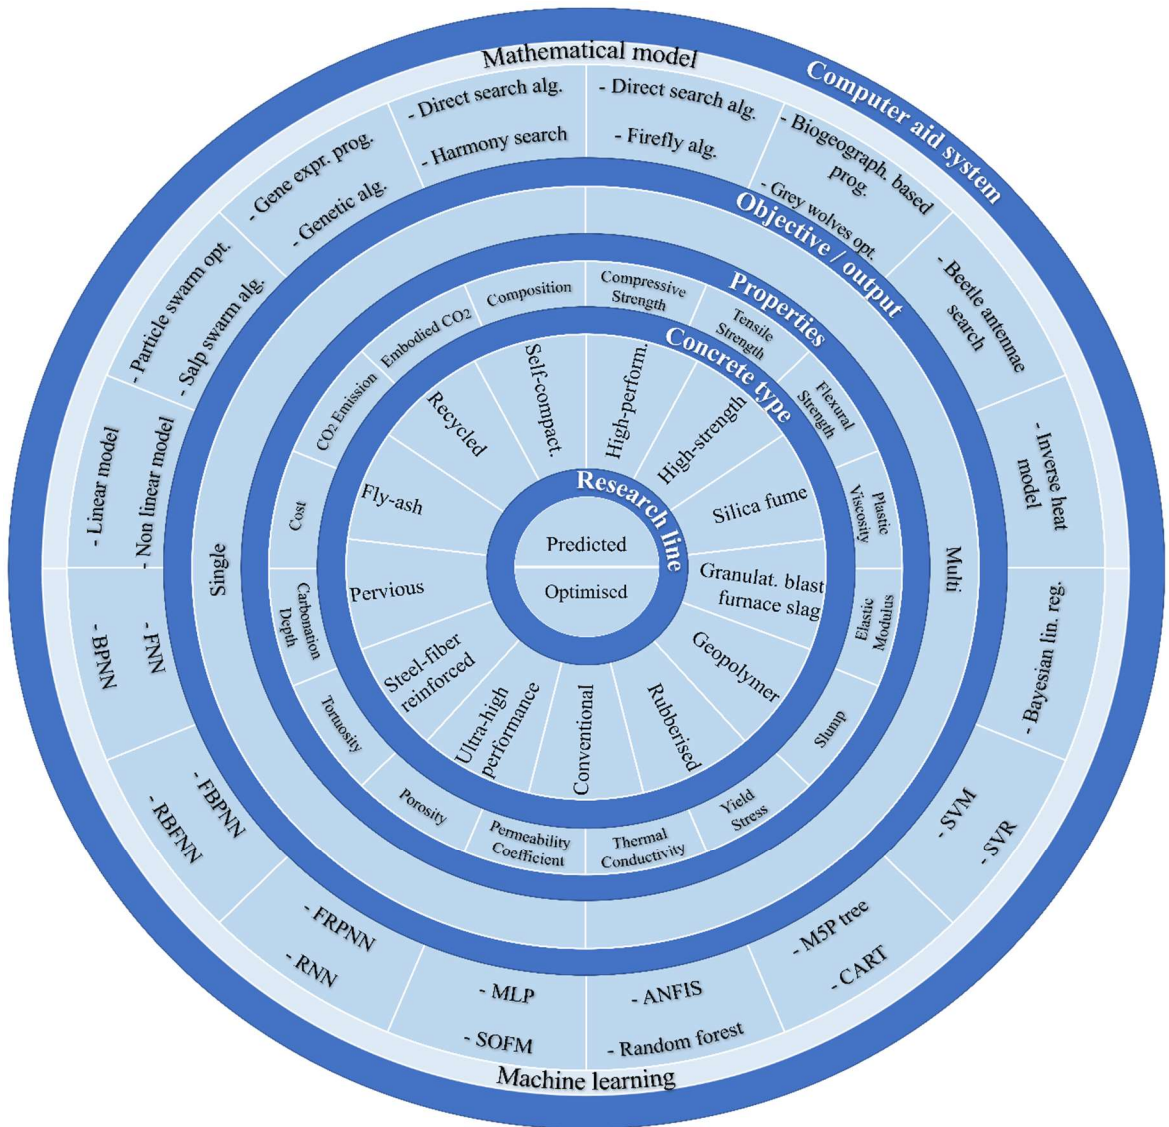 Computer aid system
Mathematical model
- Linear model
- Non linear model
- Particle swarm opt.
- Salp swarm alg.
- Gene expr. prog.
- Genetic alg.
- Direct search alg.
- Harmony search
- Direct search alg.
- Firefly alg.
- Biogeograph. based
prog.
- Grey wolves opt.
- Beetle antennae
search
- Inverse heat
model
- Bayesian lin. reg.
- SVM
- SVR
- M5P tree
- CART
- ANFIS
- Random forest
- MLP
- SOFM
- FRPNN
- RNN
- FBPNN
- RBFNN
- FNN
- BPNN
Machine learning
Objective / output
Single
Multi
Properties
Composition
Compressive
Strength
Tensile
Strength
Flexural
Strength
Plastic
Viscosity
Elastic
Modulus
Slump
Yield
Stress
Thermal
Conductivity
Permeability
Coefficient
Porosity
Tortuosity
Carbonation
Depth
Cost
CO2 Emission
Embodied CO2
Concrete type
Self-compact.
High-perform.
High-strength
Silica fume
Granulat. blast
furnace slag
Geopolymer
Rubberised
Conventional
Ultra-high
performance
Steel-fiber
reinforced
Pervious
Fly-ash
Recycled
Research line
Predicted
Optimised